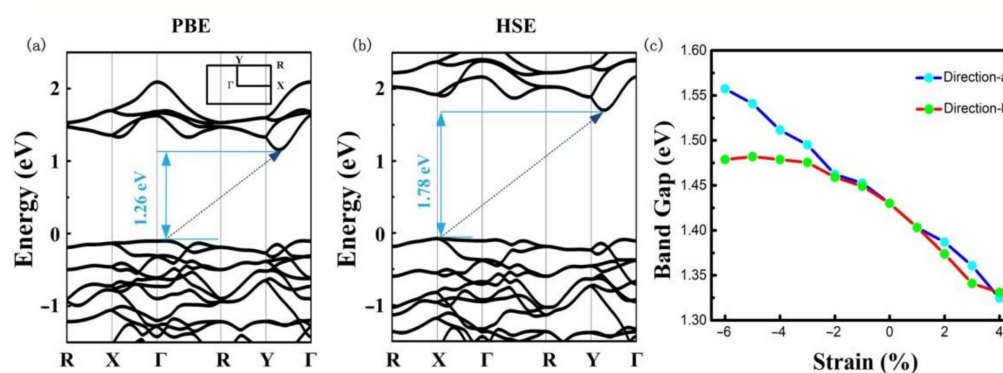 PBE
HSE
(a)
(b)
(c)
Energy (eV)
2
1
0
−1
1.26 eV
Y
R
Γ
X
R X Γ R Y Γ
Energy (eV)
2
1
0
−1
1.78 eV
R X Γ R Y Γ
Band Gap (eV)
1.60
1.55
1.50
1.45
1.40
1.35
1.30
Direction-a
Direction-
−6 −4 −2 0 2 4
Strain (%)